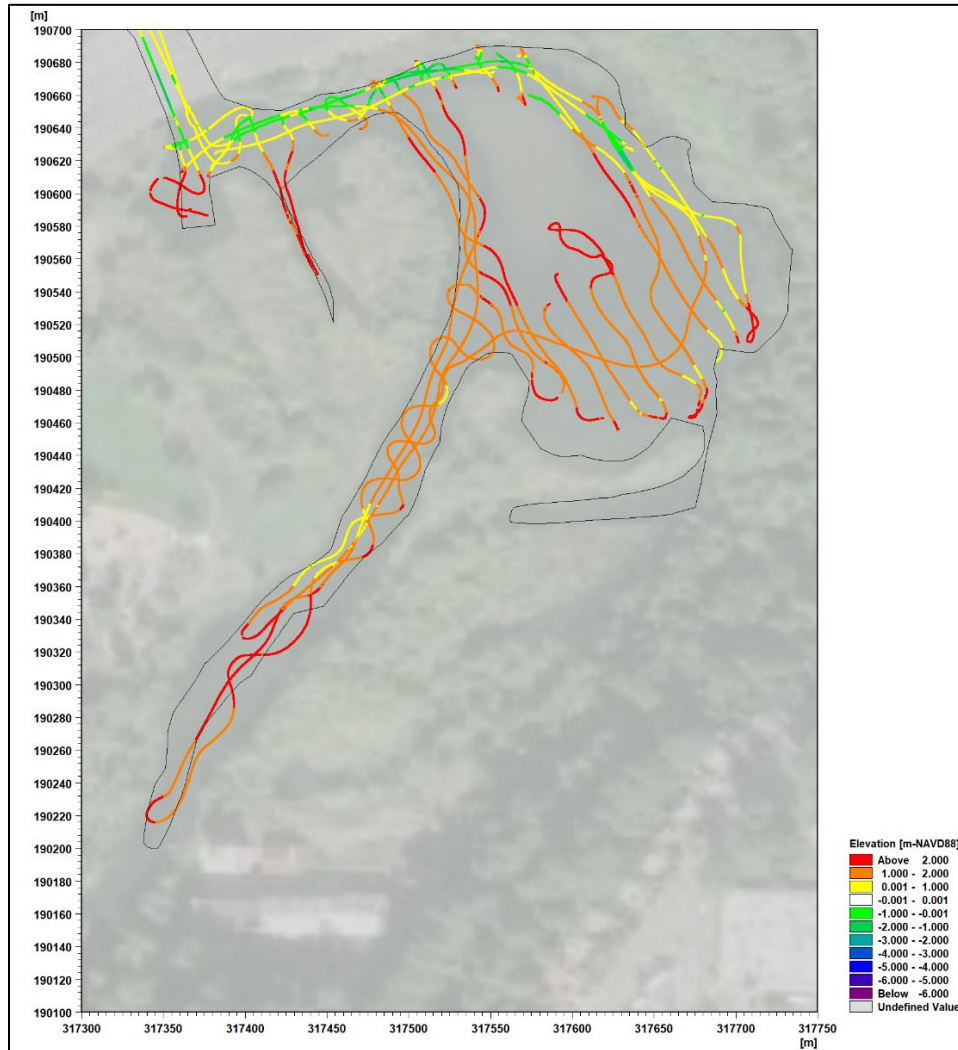 [m]
190700
190680
190660
190640
190620
190600
190580
190560
190540
190520
190500
190480
190460
190440
190420
190400
190380
190360
190340
190320
190300
190280
190260
190240
190220
190200
190180
190160
190140
190120
190100
317300 317350 317400 317450 317500 317550 317600 317650 317700 317750
[m]
Elevation [m-NAVD88]
Above 2.000
1.000 - 2.000
0.001 - 1.000
-0.001 - 0.001
-1.000 - -0.001
-2.000 - -1.000
-3.000 - -2.000
-4.000 - -3.000
-5.000 - -4.000
-6.000 - -5.000
Below -6.000
Undefined Value